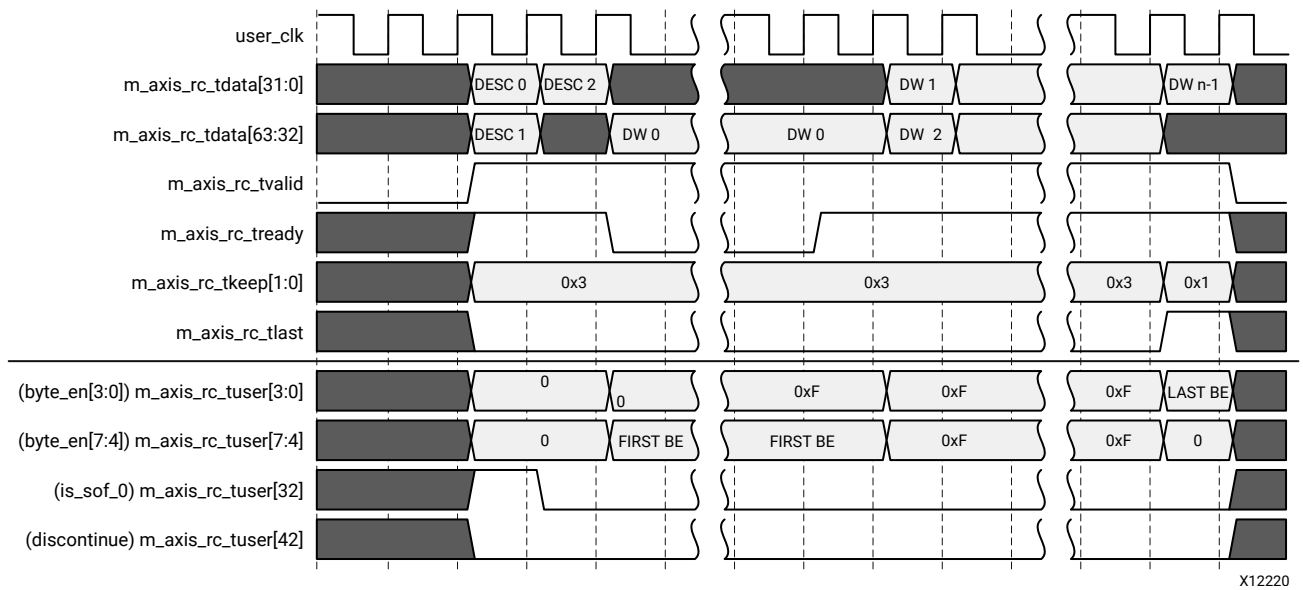 user_clk
m_axis_rc_tdata[31:0] DESC 0 DESC 2 DW 1 DW n-1
m_axis_rc_tdata[63:32] DESC 1 DW 0 DW 0 DW 2
m_axis_rc_tvalid
m_axis_rc_tready
m_axis_rc_tkeep[1:0] 0x3 0x3 0x3 0x1
m_axis_rc_tlast
(byte_en[3:0]) m_axis_rc_tuser[3:0] 0 0 0xF 0xF 0xF LAST BE
(byte_en[7:4]) m_axis_rc_tuser[7:4] 0 FIRST BE FIRST BE 0xF 0xF 0
(is_sof_0) m_axis_rc_tuser[32]
(discontinue) m_axis_rc_tuser[42]
X12220